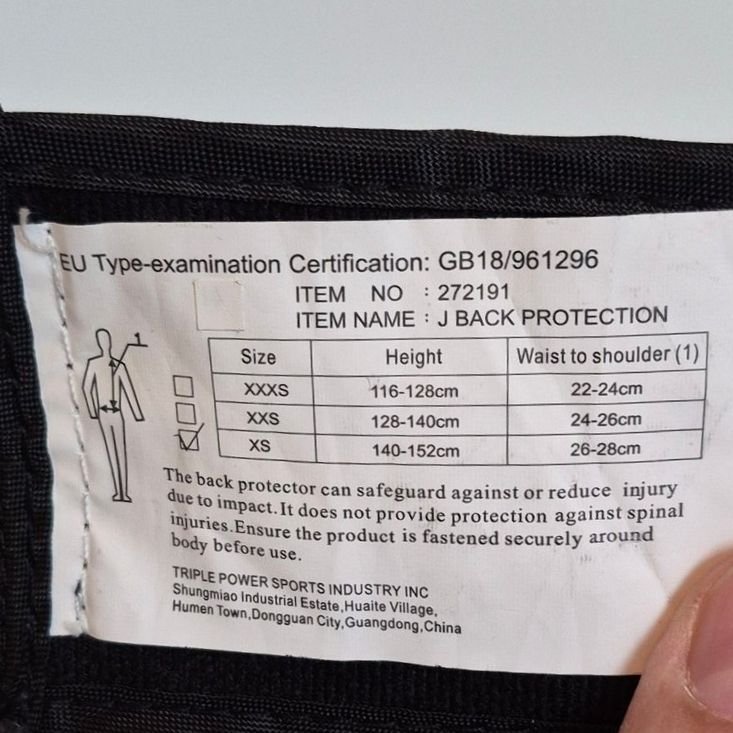 EU Type-examination Certification: GB18/961296
ITEM NO : 272191
ITEM NAME : J BACK PROTECTION
1
Size Height Waist to shoulder (1)
XXXS 116-128cm 22-24cm
XXS 128-140cm 24-26cm
XS 140-152cm 26-28cm
The back protector can safeguard against or reduce injury
due to impact.It does not provide protection against spinal
injuries.Ensure the product is fastened securely around
body before use.
TRIPLE POWER SPORTS INDUSTRY INC
Shungmiao Industrial Estate,Huaite Village,
Humen Town,Dongguan City,Guangdong,China